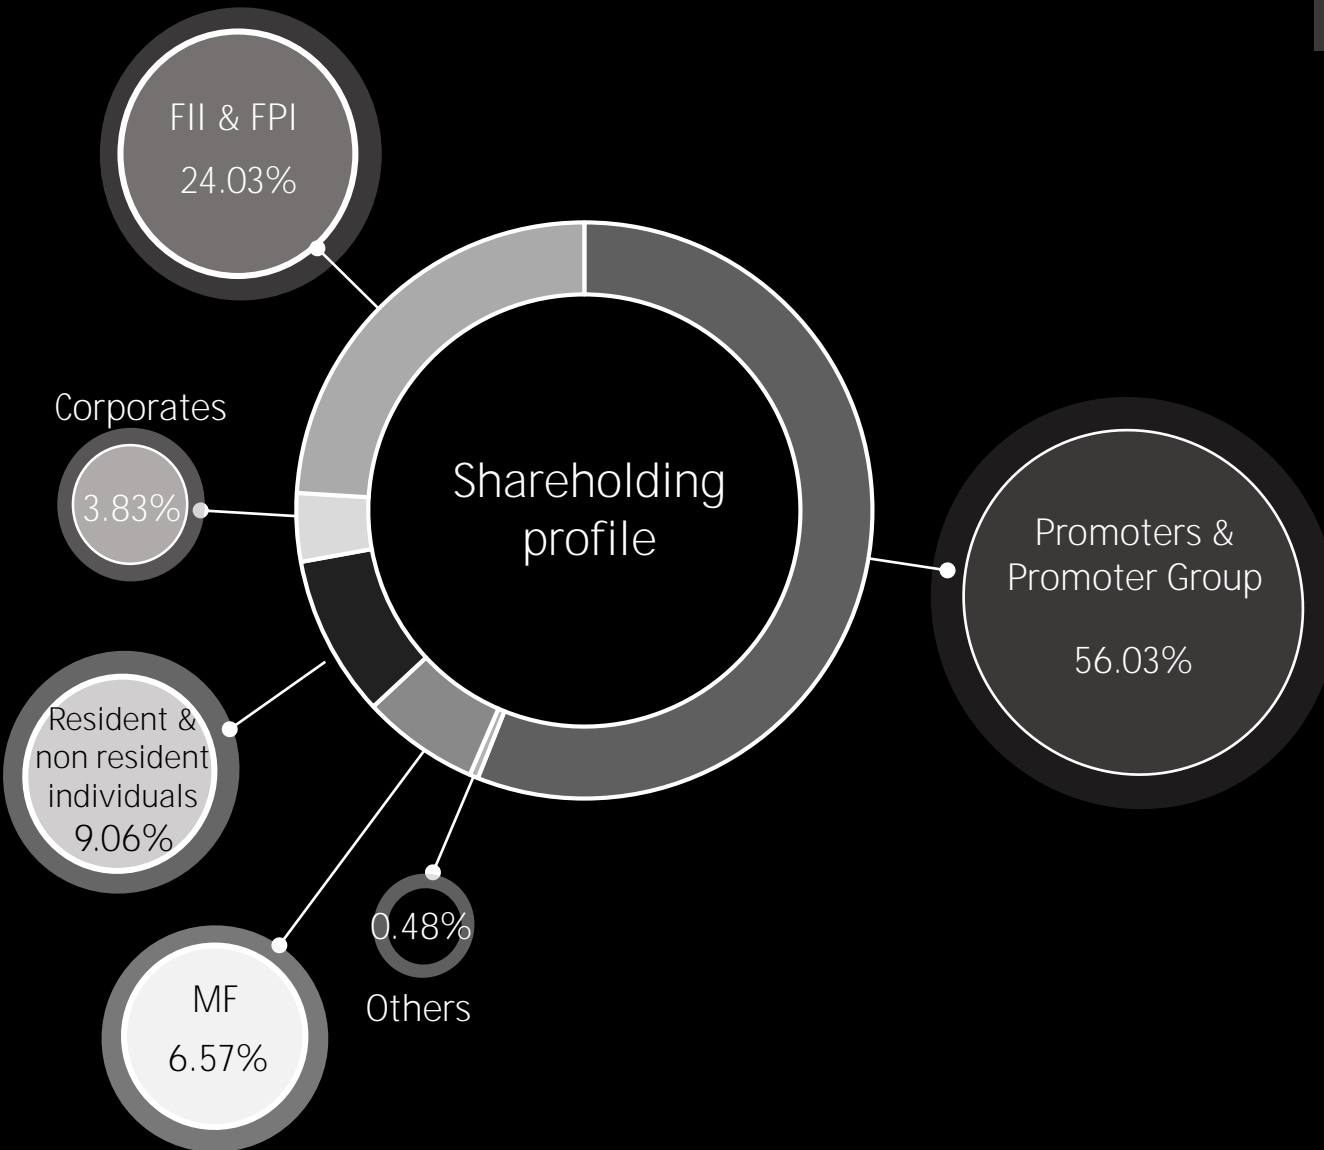 FII & FPI
24.03%
Corporates
3.83%
Shareholding
profile
Promoters &
Promoter Group
56.03%
Resident &
non resident
individuals
9.06%
MF
6.57%
0.48%
Others